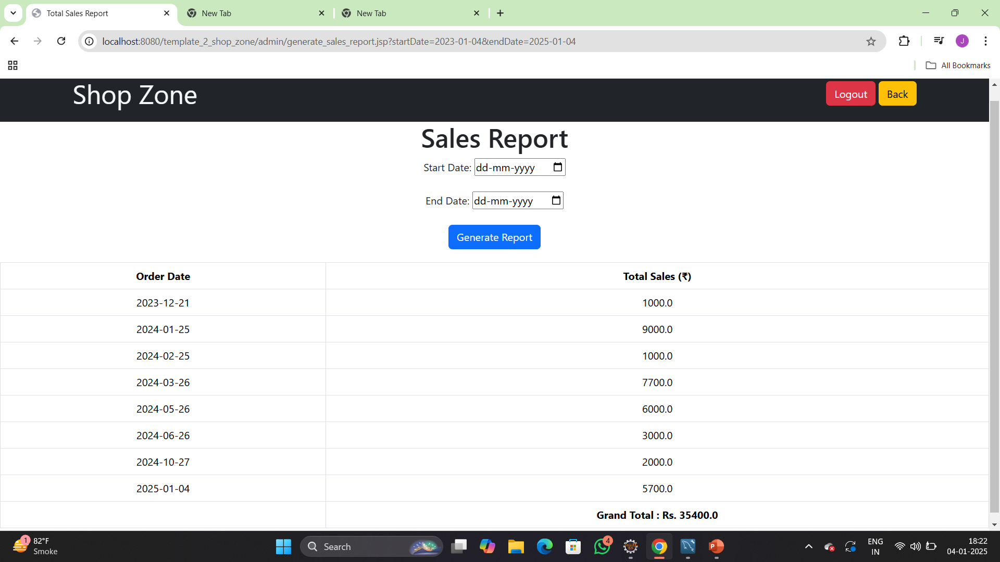 Total Sales Report
New Tab
New Tab
localhost:8080/template_2_shop_zone/admin/generate_sales_report.jsp?startDate=2023-01-04&endDate=2025-01-04
J
All Bookmarks
Shop Zone
Logout
Back
Sales Report
Start Date: dd-mm-yyyy
End Date: dd-mm-yyyy
Generate Report
Order Date Total Sales (₹)
2023-12-21 1000.0
2024-01-25 9000.0
2024-02-25 1000.0
2024-03-26 7700.0
2024-05-26 6000.0
2024-06-26 3000.0
2024-10-27 2000.0
2025-01-04 5700.0
Grand Total : Rs. 35400.0
1
82°F
Smoke
Search
4
P
ENG
IN
18:22
04-01-2025